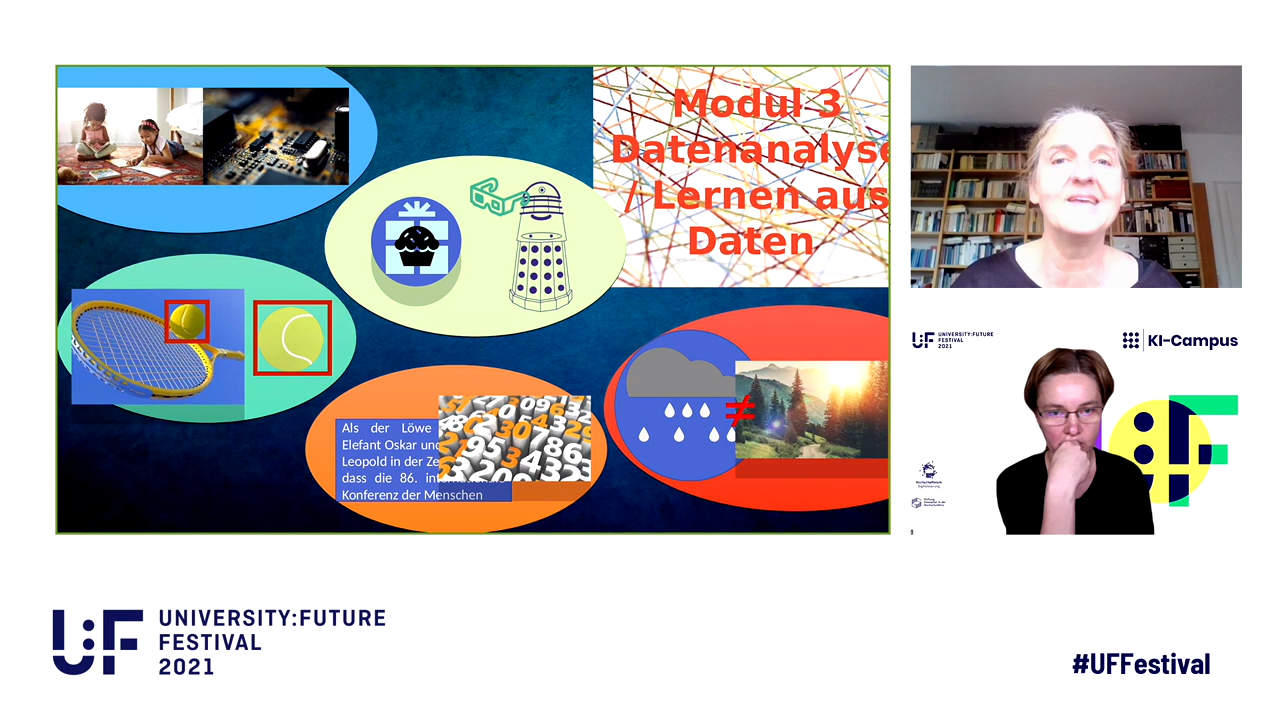 Modul 3
Datenanalyse
/ Lernen aus
Daten
Als der Löwe
Elefant Oskar und
Leopold in der Ze
dass die 86.
Konferenz der Menschen
≠
U:F UNIVERSITY:FUTURE
FESTIVAL
2021
KI-Campus
U:F UNIVERSITY:FUTURE
FESTIVAL
2021
#UFFestival